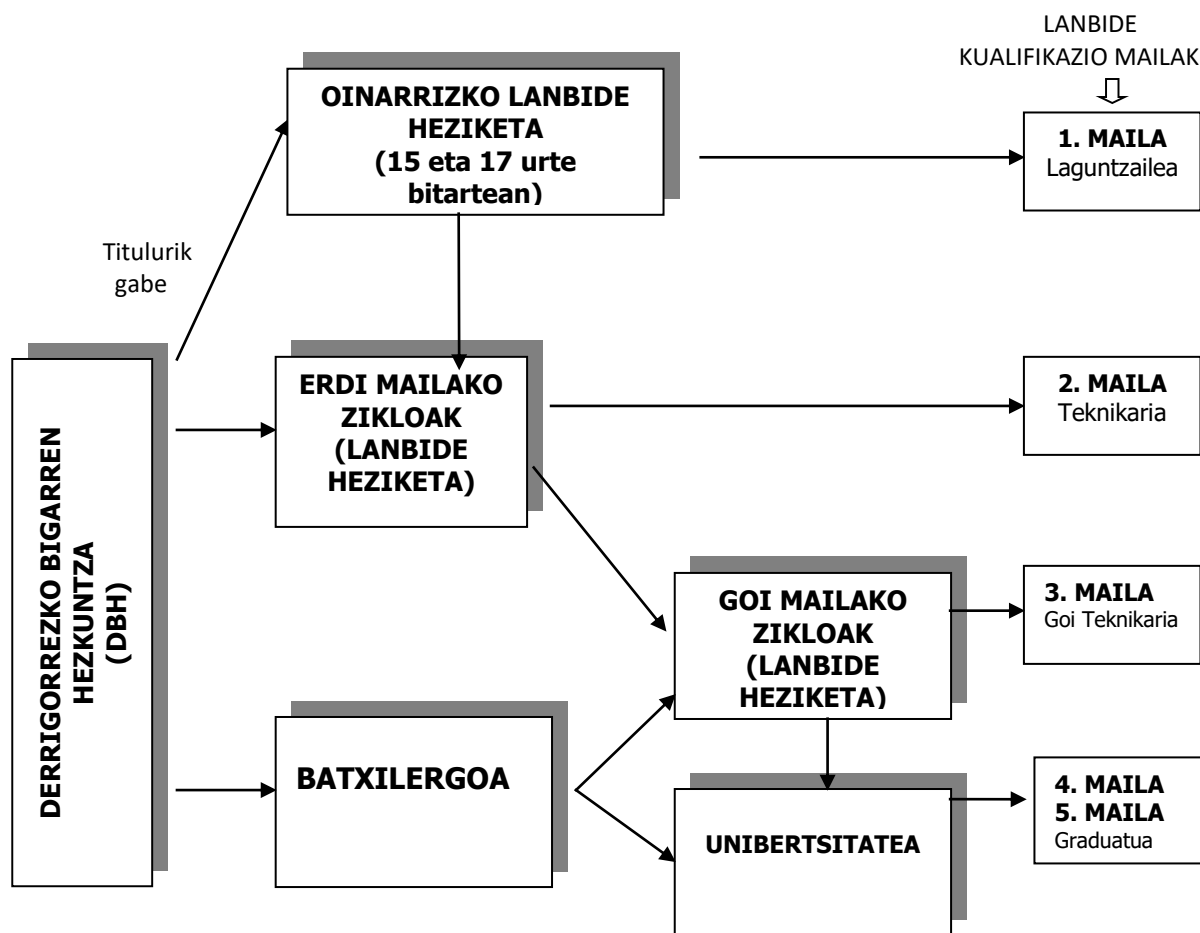 LANBIDE
KUALIFIKAZIO MAILAK
OINARRIZKO LANBIDE
HEZIKETA
(15 eta 17 urte
bitartean)
1. MAILA
Laguntzailea
Titulurik
gabe
DERRIGORREZKO BIGARREN
HEZKUNTZA
(DBH)
ERDI MAILAKO
ZIKLOAK
(LANBIDE
HEZIKETA)
2. MAILA
Teknikaria
GOI MAILAKO
ZIKLOAK
(LANBIDE
HEZIKETA)
3. MAILA
Goi Teknikaria
BATXILERGOA
UNIBERTSITATEA
4. MAILA
5. MAILA
Graduatua